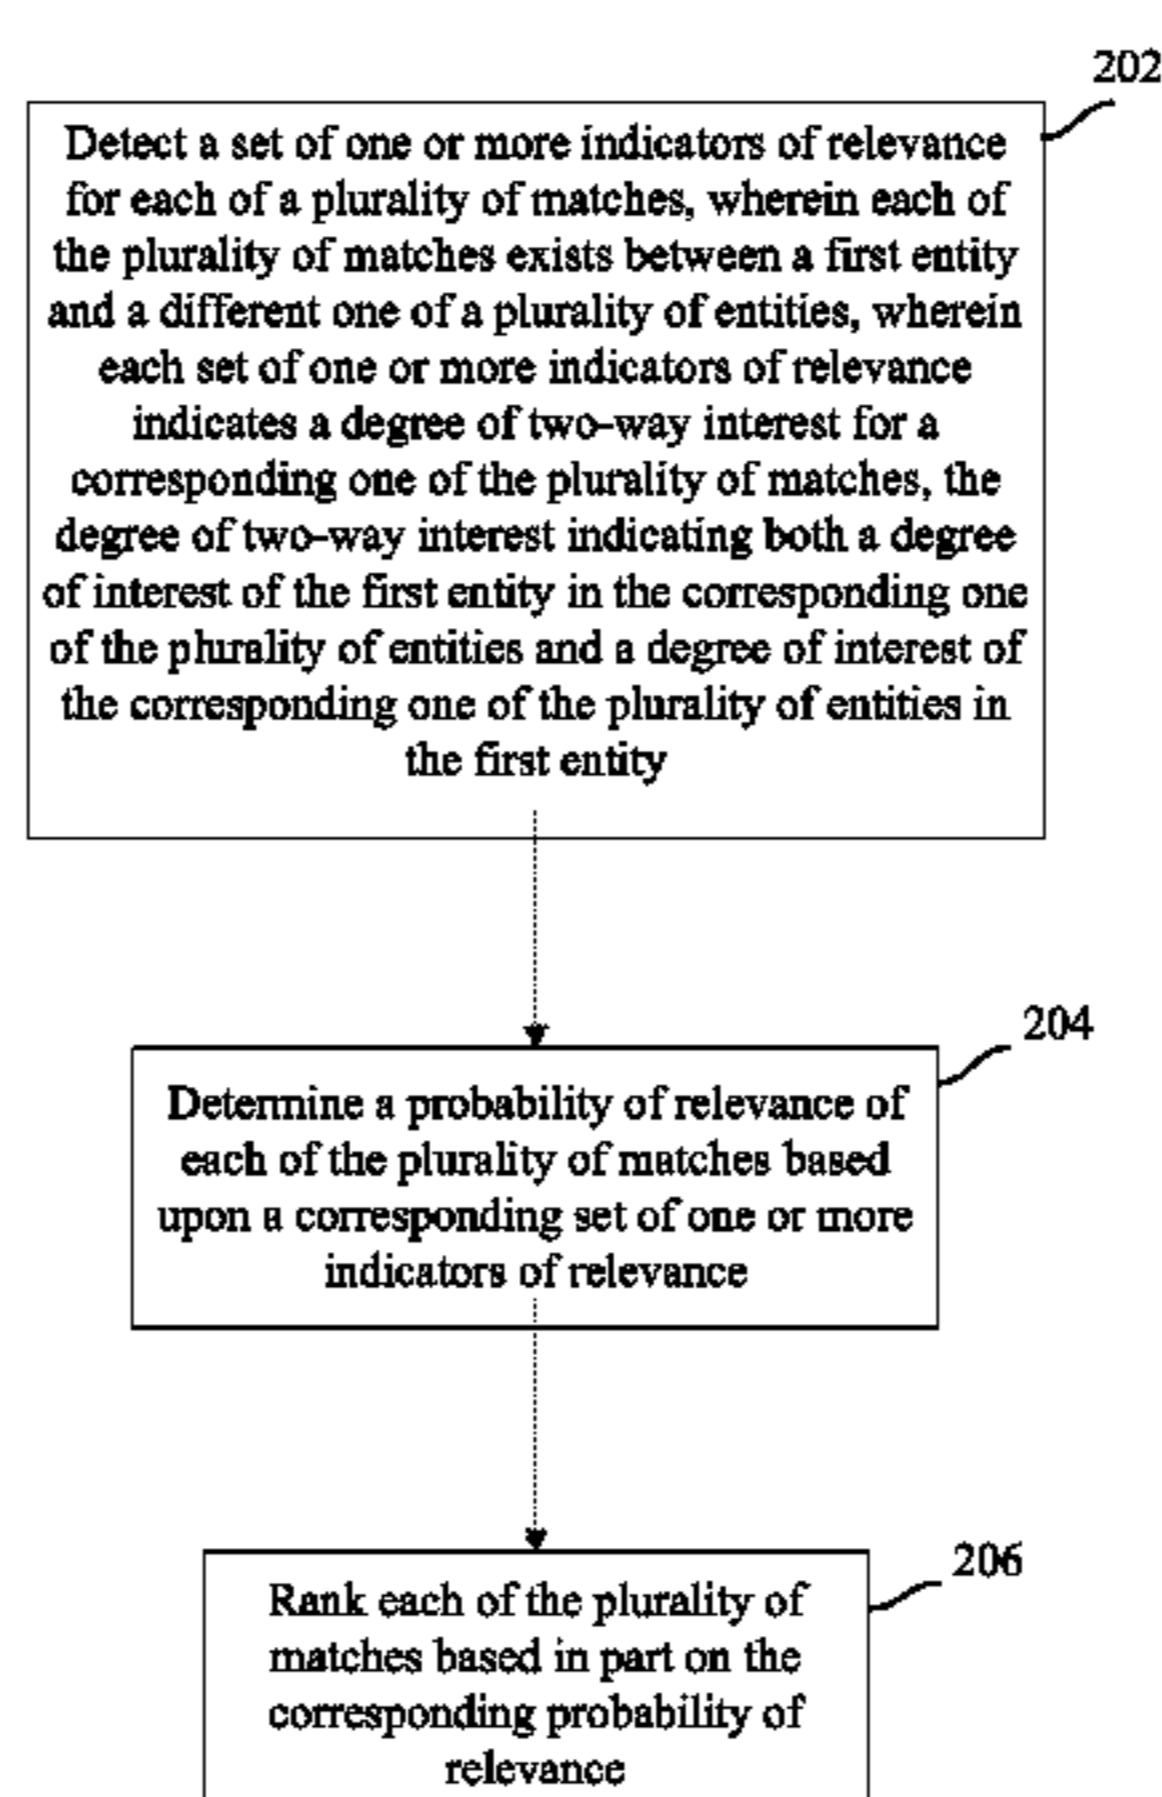 202
Detect a set of one or more indicators of relevance
for each of a plurality of matches, wherein each of
the plurality of matches exists between a first entity
and a different one of a plurality of entities, wherein
each set of one or more indicators of relevance
indicates a degree of two-way interest for a
corresponding one of the plurality of matches, the
degree of two-way interest indicating both a degree
of interest of the first entity in the corresponding one
of the plurality of entities and a degree of interest of
the corresponding one of the plurality of entities in
the first entity
204
Determine a probability of relevance of
each of the plurality of matches based
upon a corresponding set of one or more
indicators of relevance
206
Rank each of the plurality of
matches based in part on the
corresponding probability of
relevance